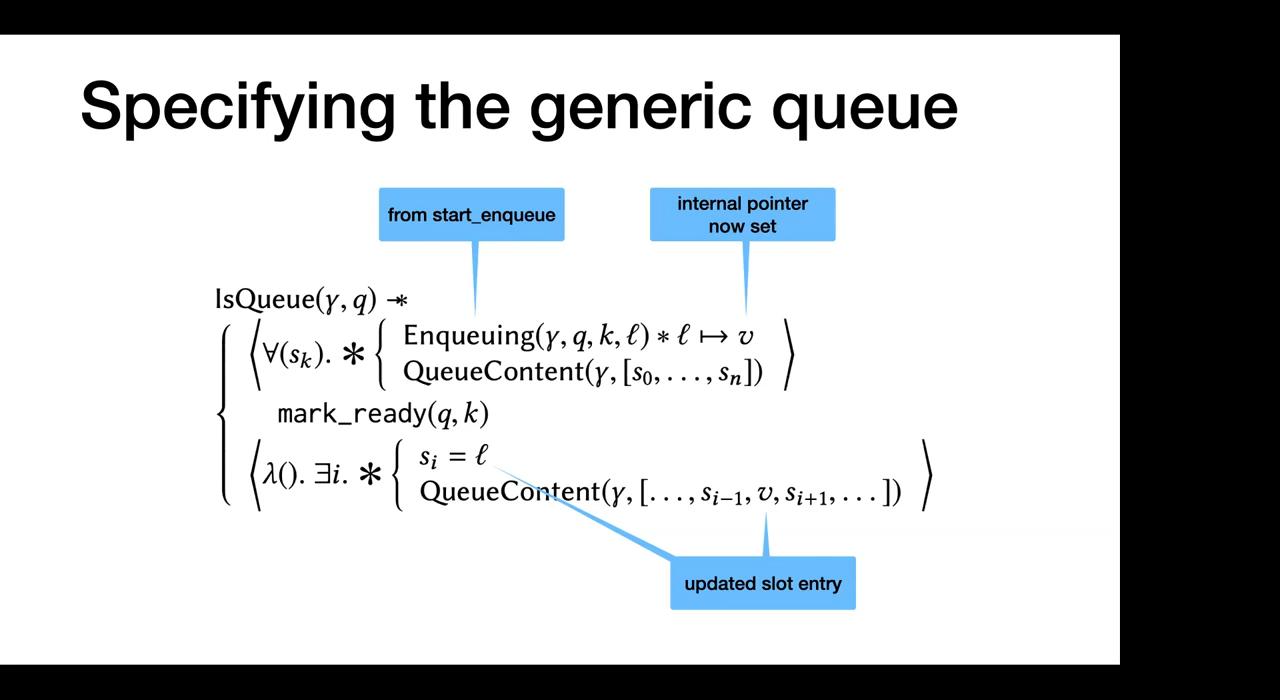 Specifying the generic queue
from start_enqueue
internal pointer
now set
IsQueue(γ, q) -∗
⟨∀(s_k). ∗ { Enqueuing(γ, q, k, ℓ) ∗ ℓ ↦ v
QueueContent(γ, [s_0, . . . , s_n]) ⟩
mark_ready(q, k)
⟨λ(). ∃i. ∗ { s_i = ℓ
QueueContent(γ, [. . . , s_{i−1}, v, s_{i+1}, . . . ]) ⟩
updated slot entry